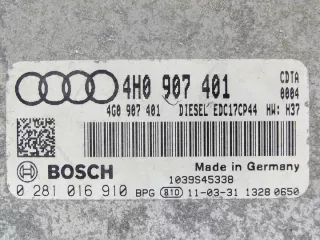 4H0 907 401 CDTA
0004
4G0 907 401 DIESEL EDC17CP44 HW: H37
BOSCH Made in Germany
1039S45338
0 281 016 910 BPG 810 11-03-31 1328 0650